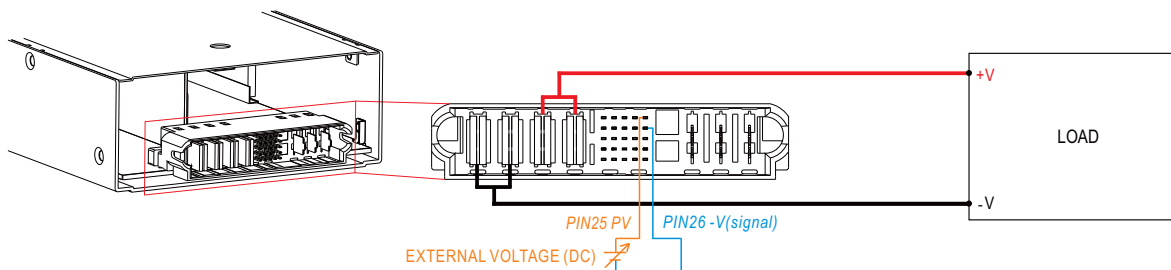 +V
LOAD
-V
PIN25 PV
PIN26 -V(signal)
EXTERNAL VOLTAGE (DC)